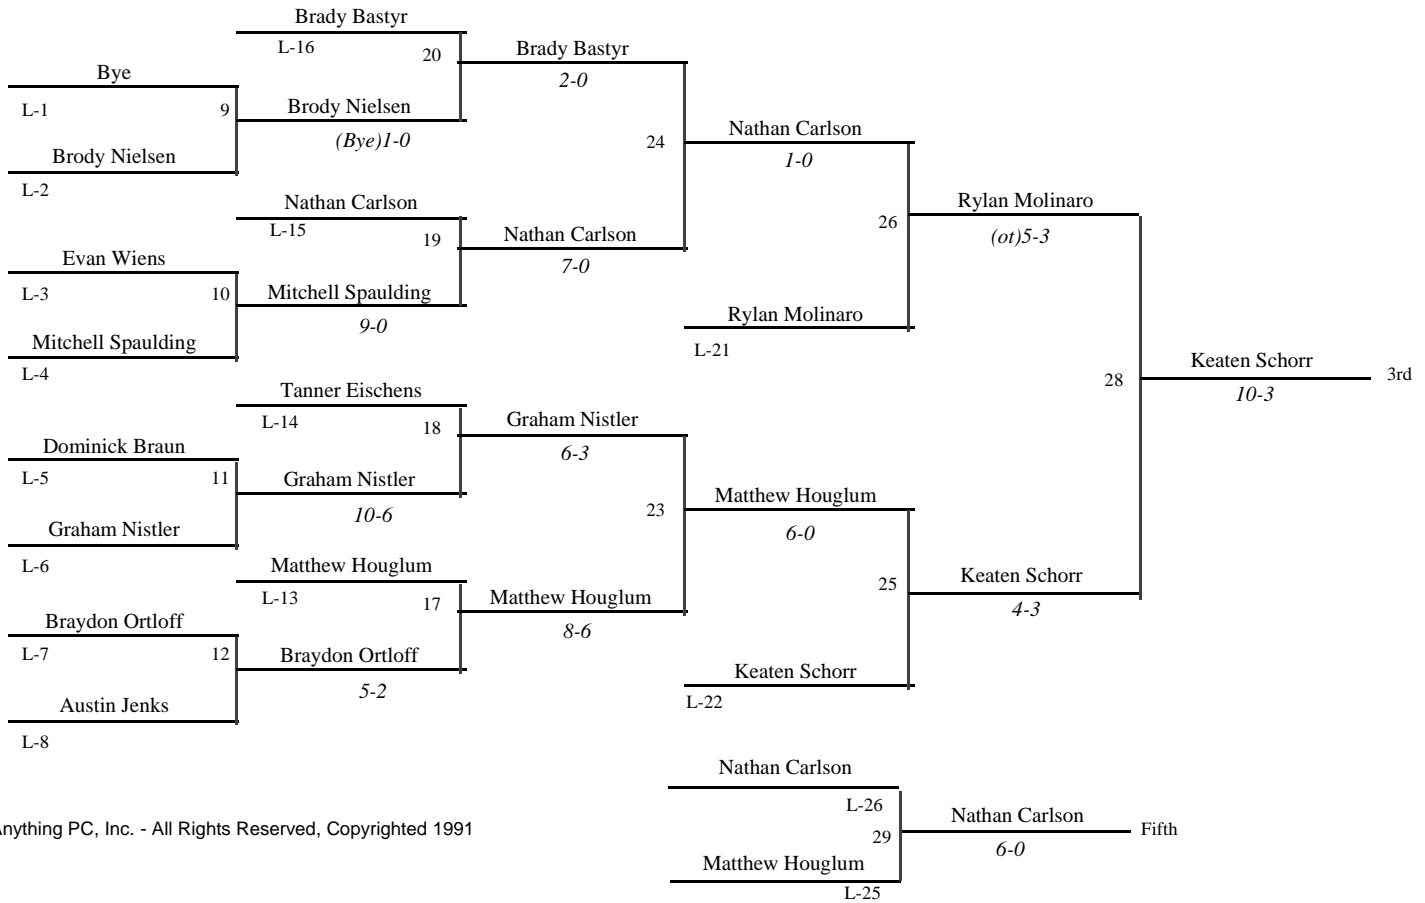 Brady Bastyr
L-16
20
Brady Bastyr
2-0
Bye
L-1
9
Brody Nielsen
(Bye)1-0
Brody Nielsen
L-2
24
Nathan Carlson
1-0
Nathan Carlson
L-15
19
Nathan Carlson
7-0
Rylan Molinaro
(ot)5-3
26
Evan Wiens
L-3
10
Mitchell Spaulding
9-0
Mitchell Spaulding
L-4
Rylan Molinaro
L-21
28
Keaten Schorr
10-3
3rd
Tanner Eischens
L-14
18
Graham Nistler
6-3
Dominick Braun
L-5
11
Graham Nistler
10-6
Graham Nistler
L-6
23
Matthew Houglum
6-0
Matthew Houglum
L-13
17
Matthew Houglum
8-6
25
Keaten Schorr
4-3
Braydon Ortloff
L-7
12
Braydon Ortloff
5-2
Austin Jenks
L-8
Keaten Schorr
L-22
Nathan Carlson
L-26
29
Nathan Carlson
6-0
Fifth
Matthew Houglum
L-25
PC, Inc. - All Rights Reserved, Copyrighted 1991